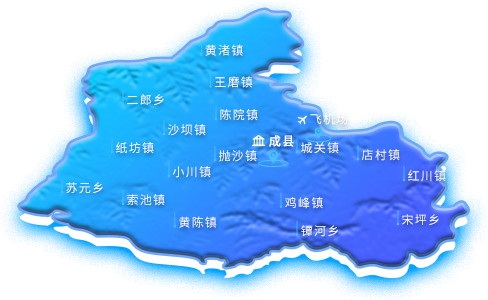 黄渚镇
王磨镇
二郎乡
陈院镇
飞机场
沙坝镇
成县
纸坊镇
城关镇
抛沙镇
店村镇
小川镇
红川镇
苏元乡
索池镇
鸡峰镇
黄陈镇
宋坪乡
镡河乡